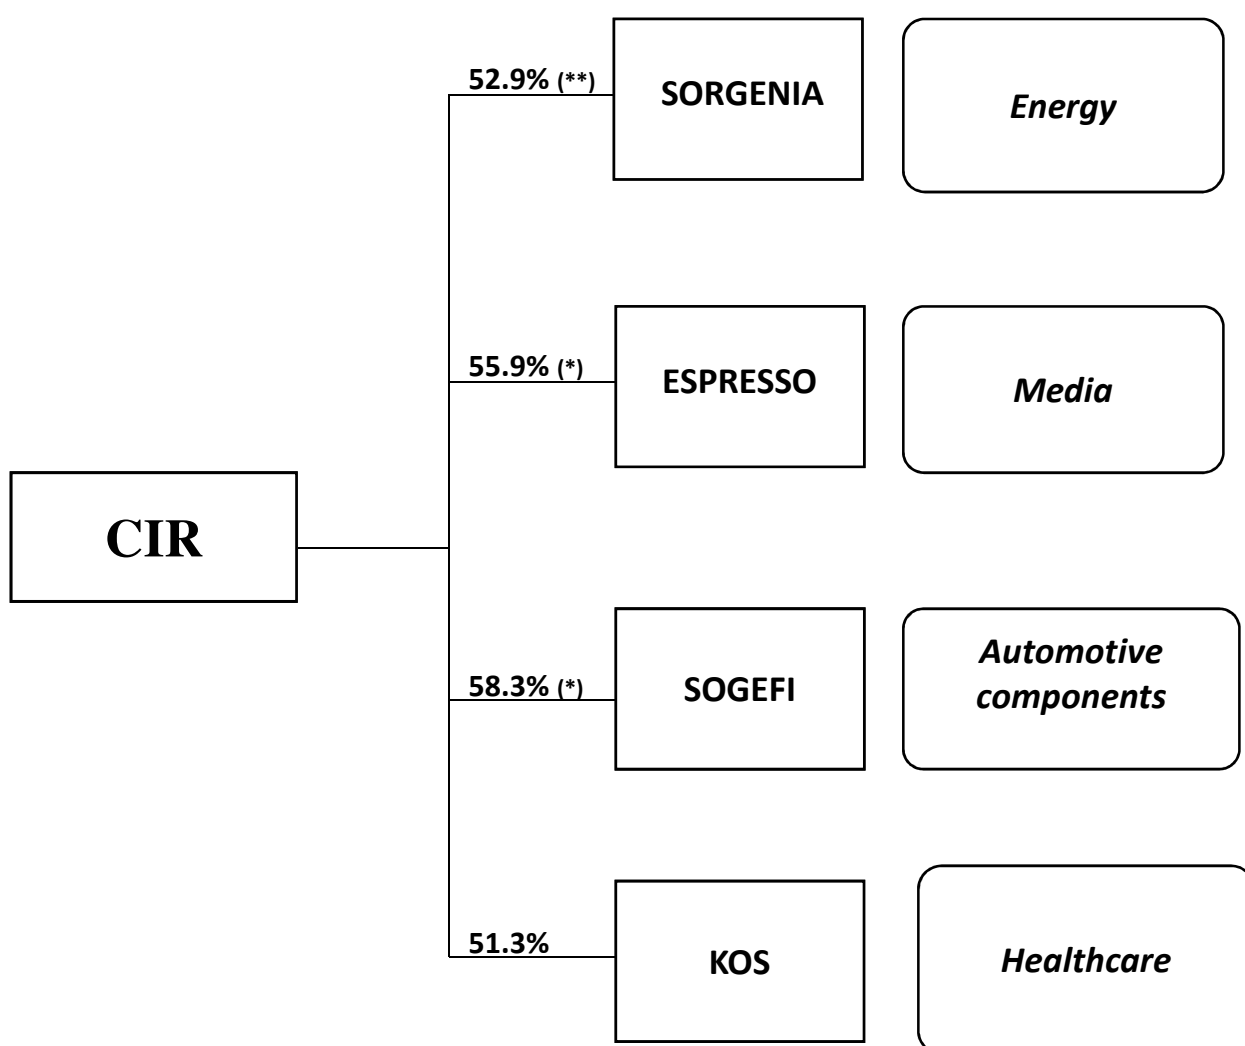 52.9% (**)
SORGENIA
Energy
55.9% (*)
ESPRESSO
Media
CIR
58.3% (*)
SOGEFI
Automotive
components
51.3%
KOS
Healthcare